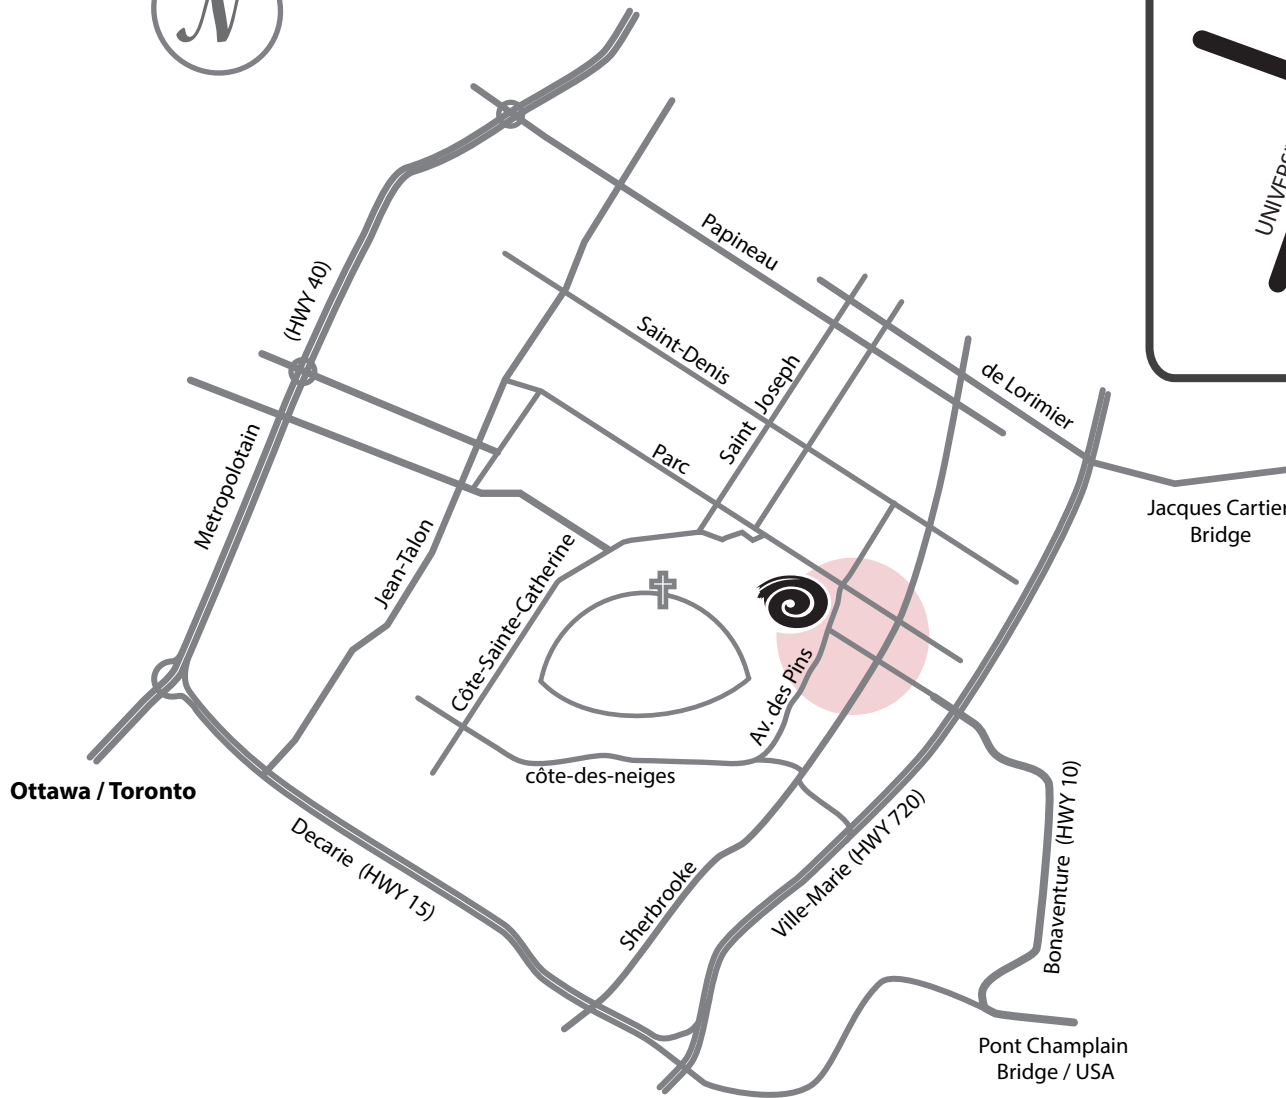 N
UNIVERS
(HWY 40)
Papineau
Saint-Denis
Saint Joseph
de Lorimier
Metropolotain
Parc
Jacques Cartier
Bridge
Jean-Talon
Côte-Sainte-Catherine
Av. des Pins
côte-des-neiges
Ottawa / Toronto
Decarie (HWY 15)
Sherbrooke
Ville-Marie (HWY 720)
Bonaventure (HWY 10)
Pont Champlain
Bridge / USA